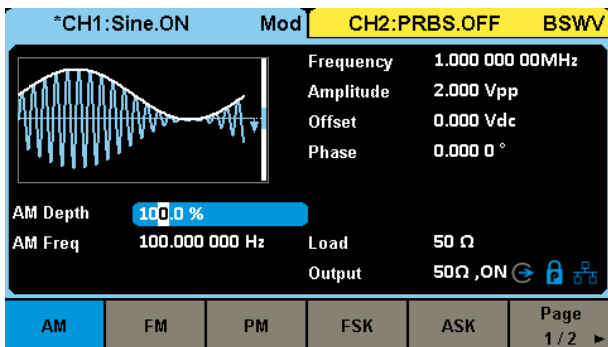 *CH1:Sine.ON Mod CH2:PRBS.OFF BSWV
Frequency 1.000 000 00MHz
Amplitude 2.000 Vpp
Offset 0.000 Vdc
Phase 0.000 0 °
AM Depth 100.0 %
AM Freq 100.000 000 Hz Load 50 Ω
Output 50Ω ,ON P
AM FM PM FSK ASK Page
1/2 ►